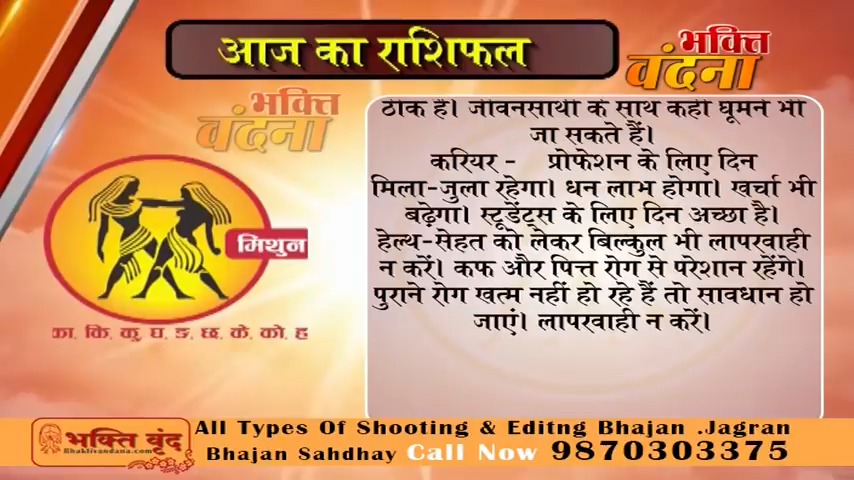 आज का राशिफल
भक्ति
वंदना
भक्ति
वंदना
ठीक है। जीवनसाथी के साथ कहीं घूमने भी
जा सकते हैं।
करियर - प्रोफेशन के लिए दिन
मिला-जुला रहेगा। धन लाभ होगा। खर्चा भी
बढ़ेगा। स्टूडेंट्स के लिए दिन अच्छा है।
हेल्थ-सेहत को लेकर बिल्कुल भी लापरवाही
न करें। कफ और पित्त रोग से परेशान रहेंगे।
पुराने रोग खत्म नहीं हो रहे हैं तो सावधान हो
जाएं। लापरवाही न करें।
मिथुन
का, कि, कु, घ, ङ, छ, के, को, ह
भक्ति वृंद
Bhaktivandana.com
All Types Of Shooting & Editng Bhajan .Jagran
Bhajan Sahdhay Call Now 9870303375